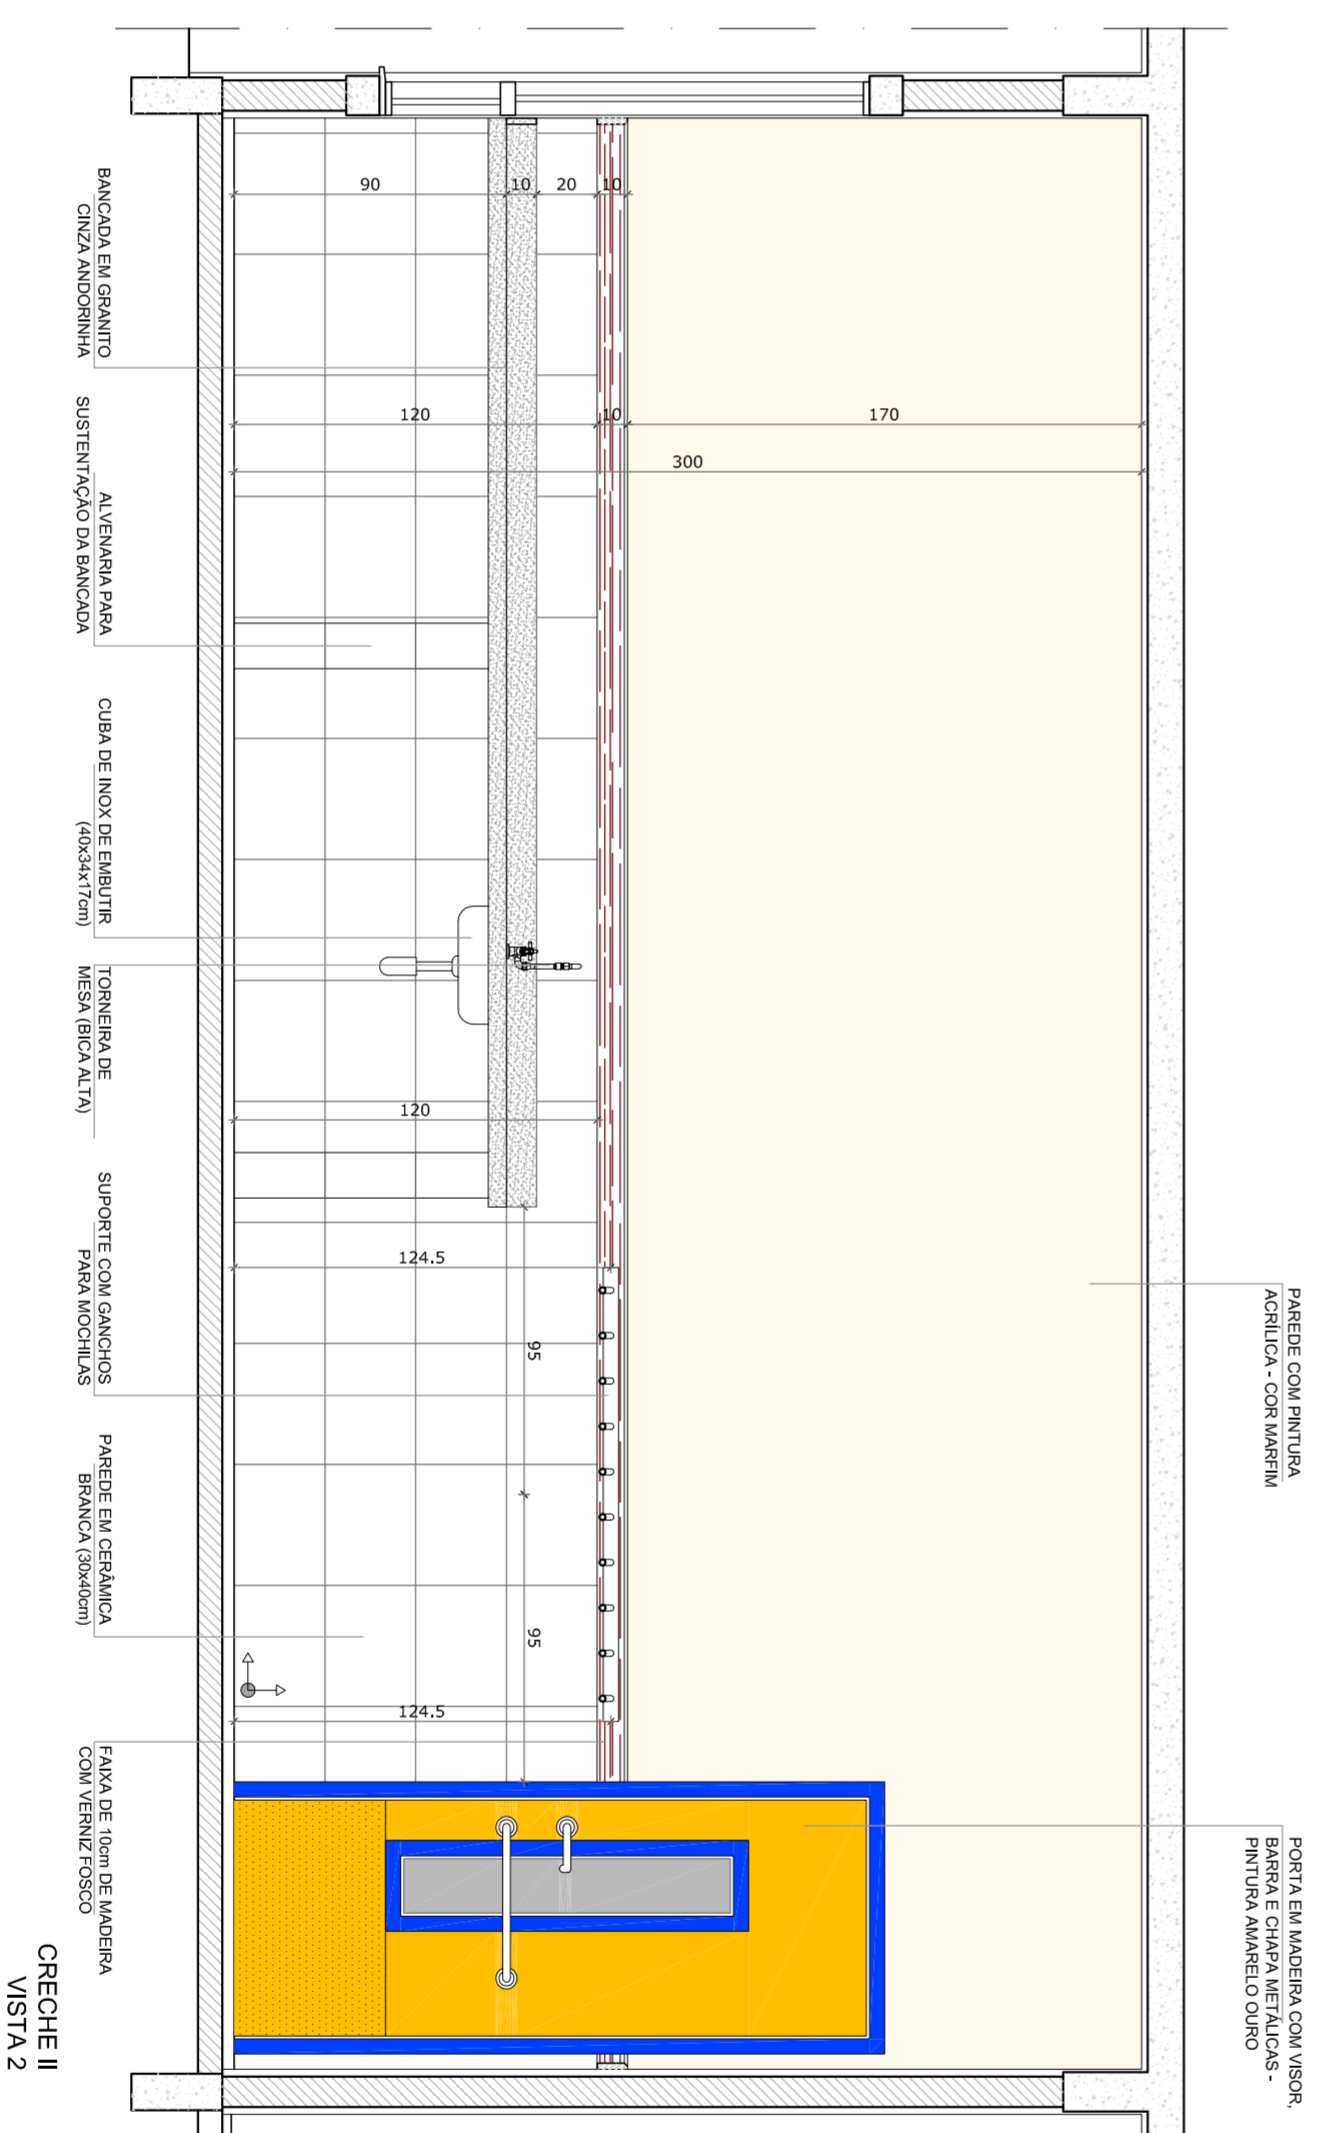 PAREDE COM PINTURA
ACRÍLICA - COR MARFIM
PORTA EM MADEIRA COM VISOR,
BARRA E CHAPA METÁLICAS -
PINTURA AMARELO OURO
90
10
20
10
120
10
170
300
120
124.5
95
95
124.5
BANCADA EM GRANITO
CINZA ANDORINHA
ALVENARIA PARA
SUSTENTAÇÃO DA BANCADA
CUBA DE INOX DE EMBUTIR
(40x34x17cm)
TORNEIRA DE
MESA (BICA ALTA)
SUPORTE COM GANCHOS
PARA MOCHILAS
PAREDE EM CERÂMICA
BRANCA (30x40cm)
FAIXA DE 10cm DE MADEIRA
COM VERNIZ FOSCO
CRECHE II
VISTA 2